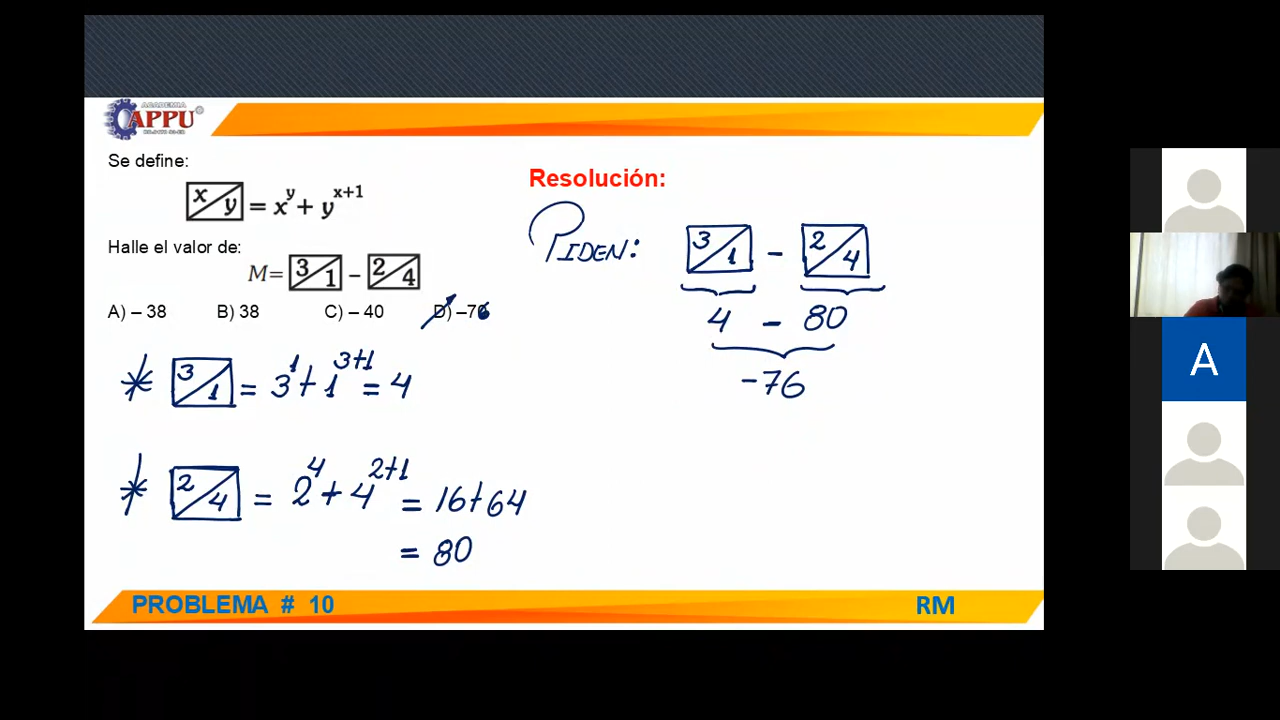 ACADEMIA
APPU
Se define:
x/y = x^y + y^(x+1)
Halle el valor de:
M= 3/1 – 2/4
A) – 38 B) 38 C) – 40 D) –76
* 3/1 = 3^1 + 1^(3+1) = 4
* 2/4 = 2^4 + 4^(2+1) = 16+64
= 80
Resolución:
PIDEN: 3/1 - 2/4
4 - 80
-76
PROBLEMA # 10
RM
A